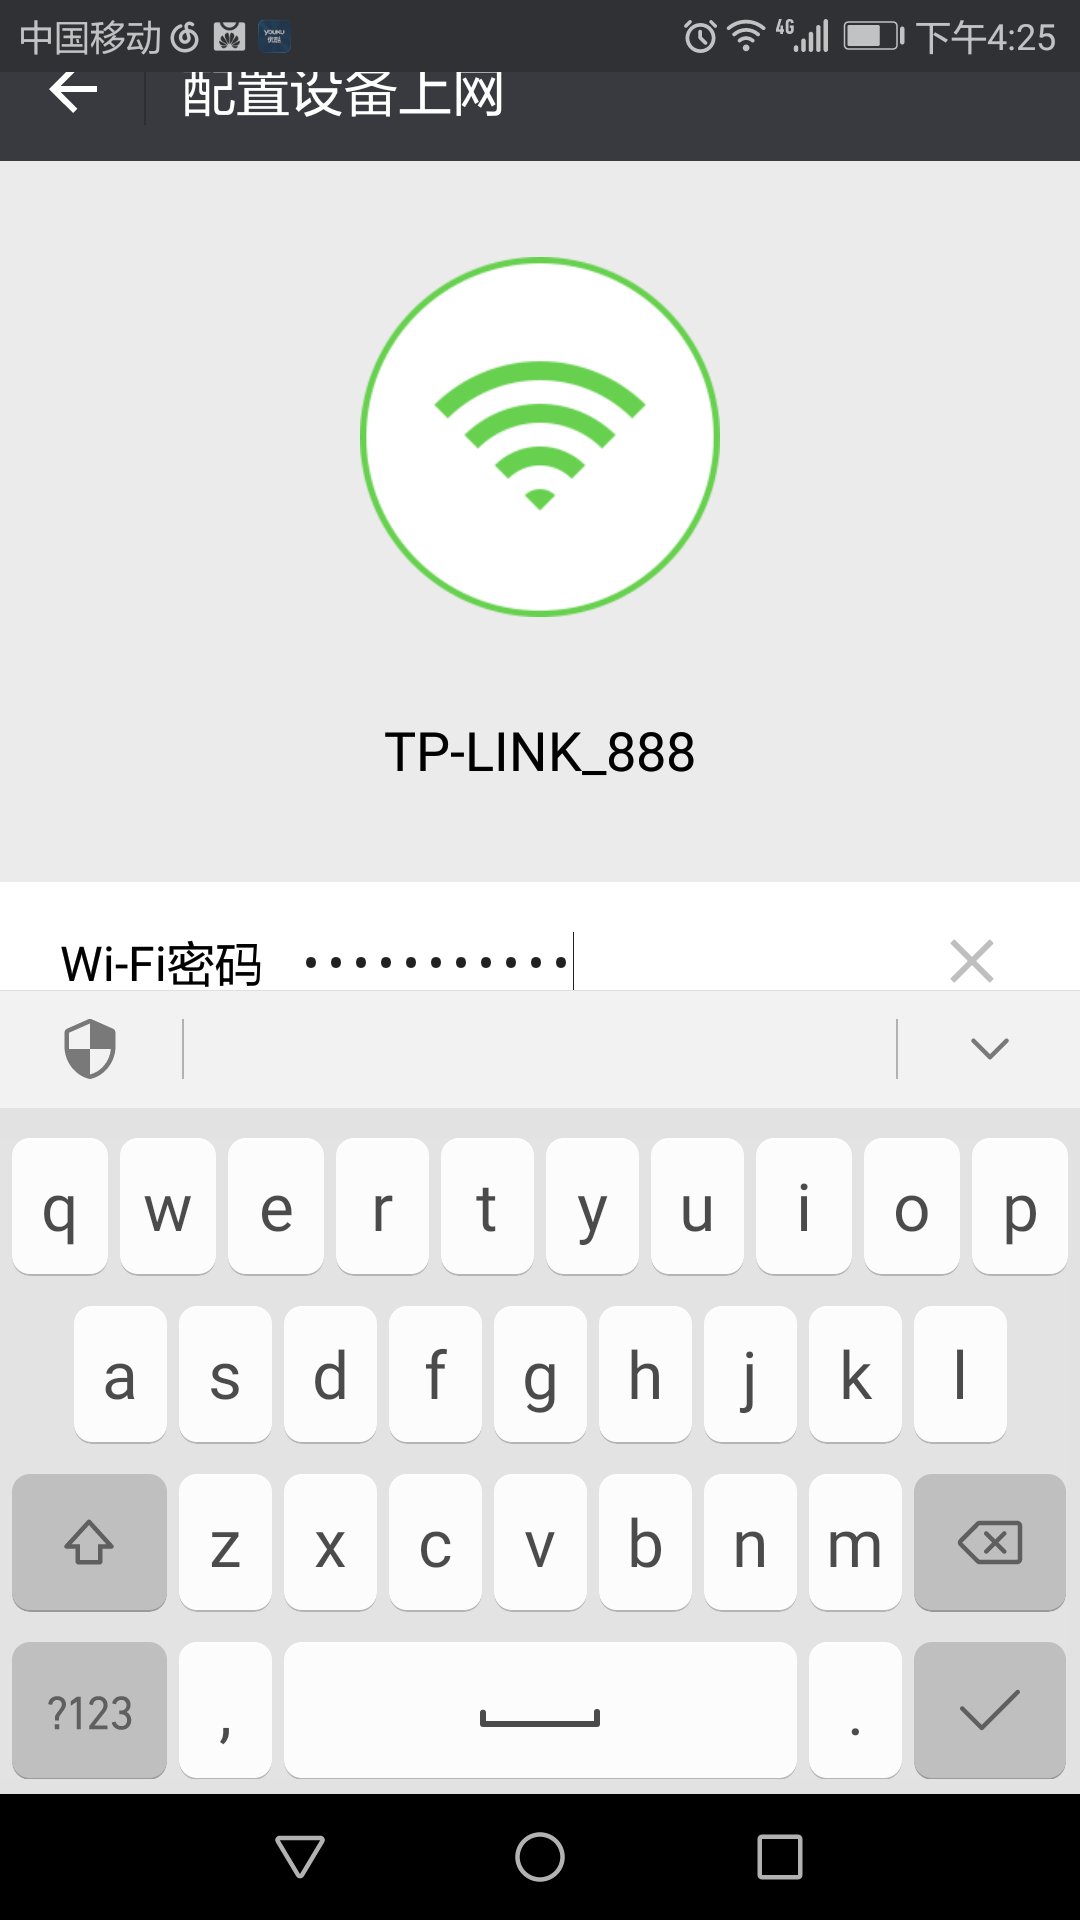 中国移动 4G 下午4:25
配置设备上网
TP-LINK_888
Wi-Fi密码 •••••••••••
q w e r t y u i o p
a s d f g h j k l
z x c v b n m
?123 , .